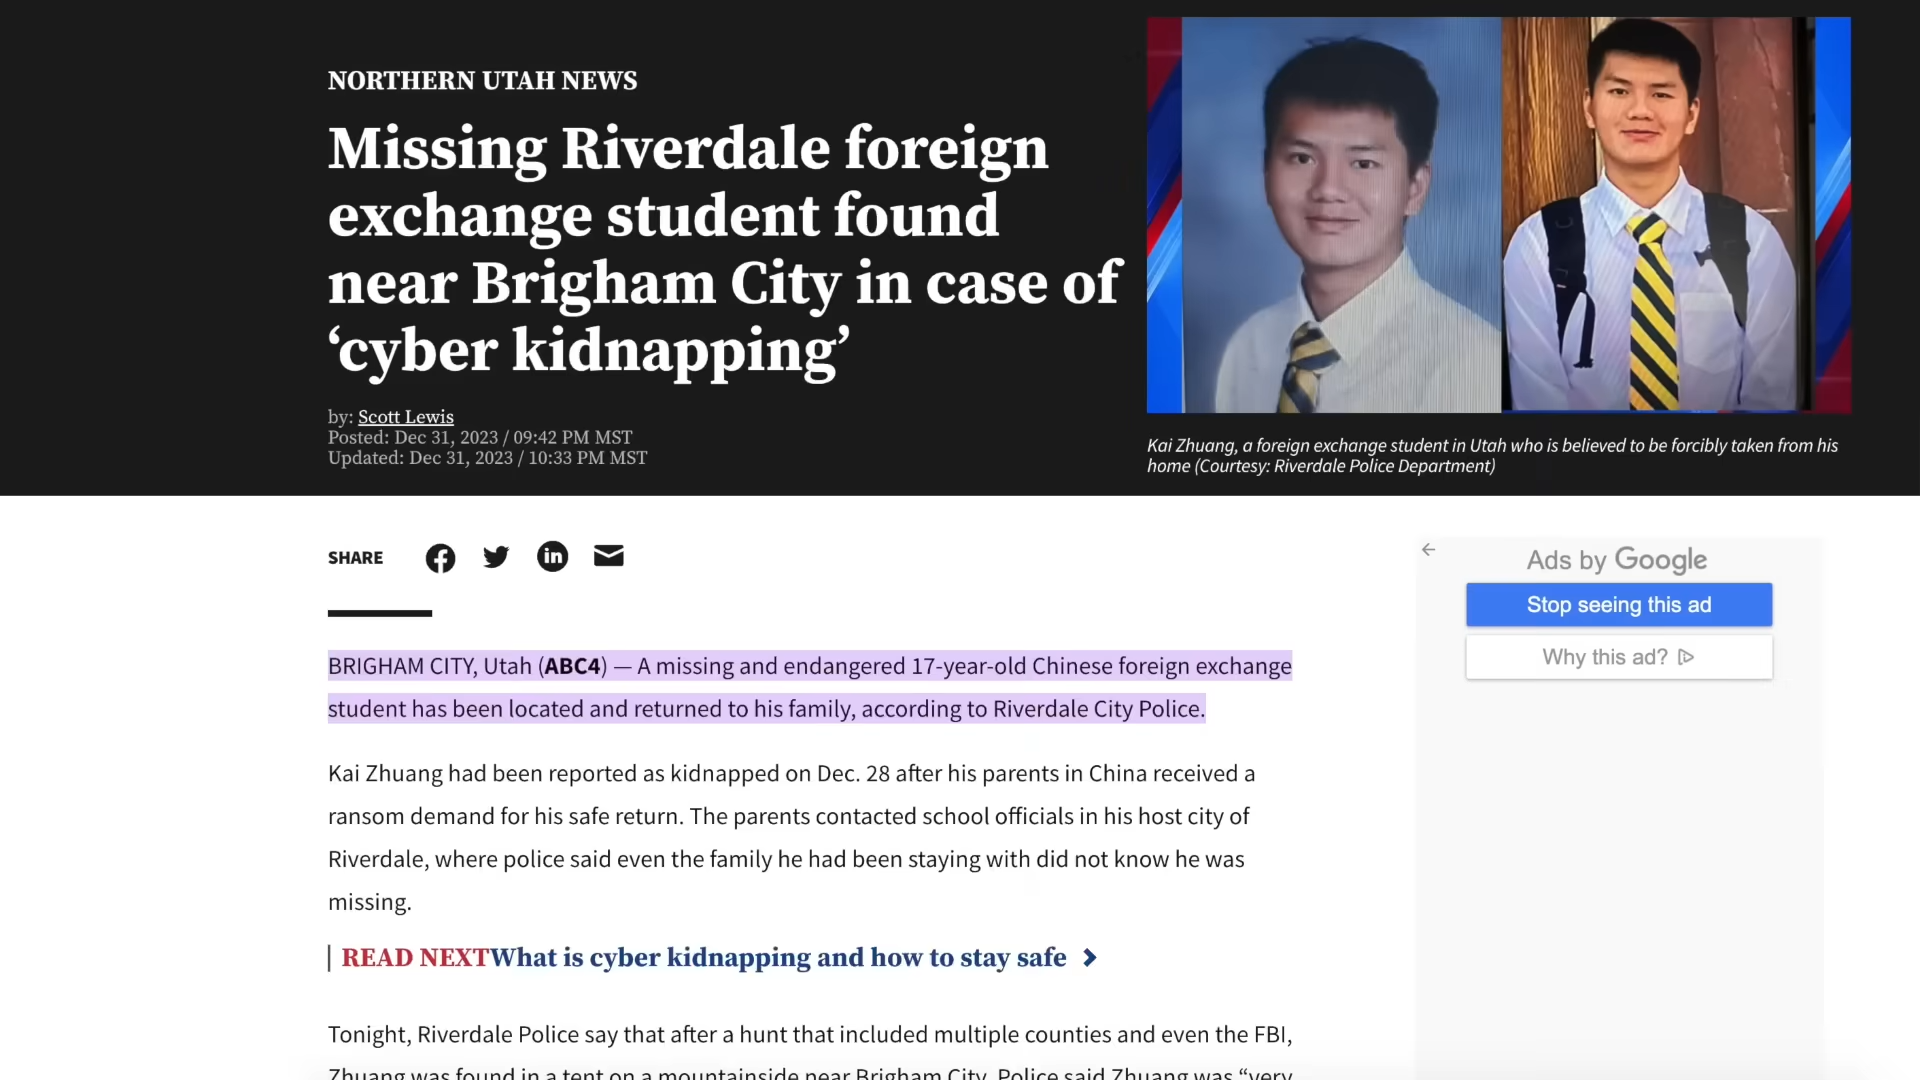 NORTHERN UTAH NEWS
Missing Riverdale foreign
exchange student found
near Brigham City in case of
‘cyber kidnapping’
by: Scott Lewis
Posted: Dec 31, 2023 / 09:42 PM MST
Updated: Dec 31, 2023 / 10:33 PM MST
Kai Zhuang, a foreign exchange student in Utah who is believed to be forcibly taken from his
home (Courtesy: Riverdale Police Department)
SHARE
Ads by Google
Stop seeing this ad
Why this ad?
BRIGHAM CITY, Utah (ABC4) — A missing and endangered 17-year-old Chinese foreign exchange
student has been located and returned to his family, according to Riverdale City Police.
Kai Zhuang had been reported as kidnapped on Dec. 28 after his parents in China received a
ransom demand for his safe return. The parents contacted school officials in his host city of
Riverdale, where police said even the family he had been staying with did not know he was
missing.
READ NEXTWhat is cyber kidnapping and how to stay safe
Tonight, Riverdale Police say that after a hunt that included multiple counties and even the FBI,
Zhuang was found in a tent on a mountainside near Brigham City. Police said Zhuang was “very